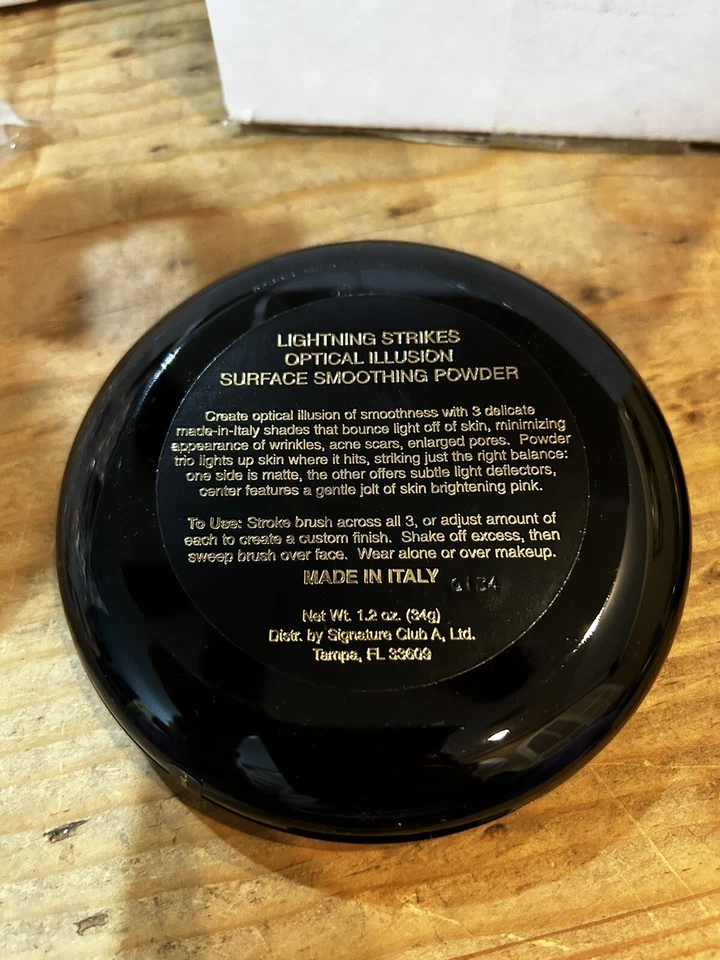 LIGHTNING STRIKES
OPTICAL ILLUSION
SURFACE SMOOTHING POWDER
Create optical illusion of smoothness with 3 delicate
made-in-Italy shades that bounce light off of skin, minimizing
appearance of wrinkles, acne scars, enlarged pores. Powder
trio lights up skin where it hits, striking just the right balance:
one side is matte, the other offers subtle light deflectors,
center features a gentle jolt of skin brightening pink.
To Use: Stroke brush across all 3, or adjust amount of
each to create a custom finish. Shake off excess, then
sweep brush over face. Wear alone or over makeup.
MADE IN ITALY
Net Wt. 1.2 oz. (34g)
Distr. by Signature Club A, Ltd.
Tampa, FL 33609